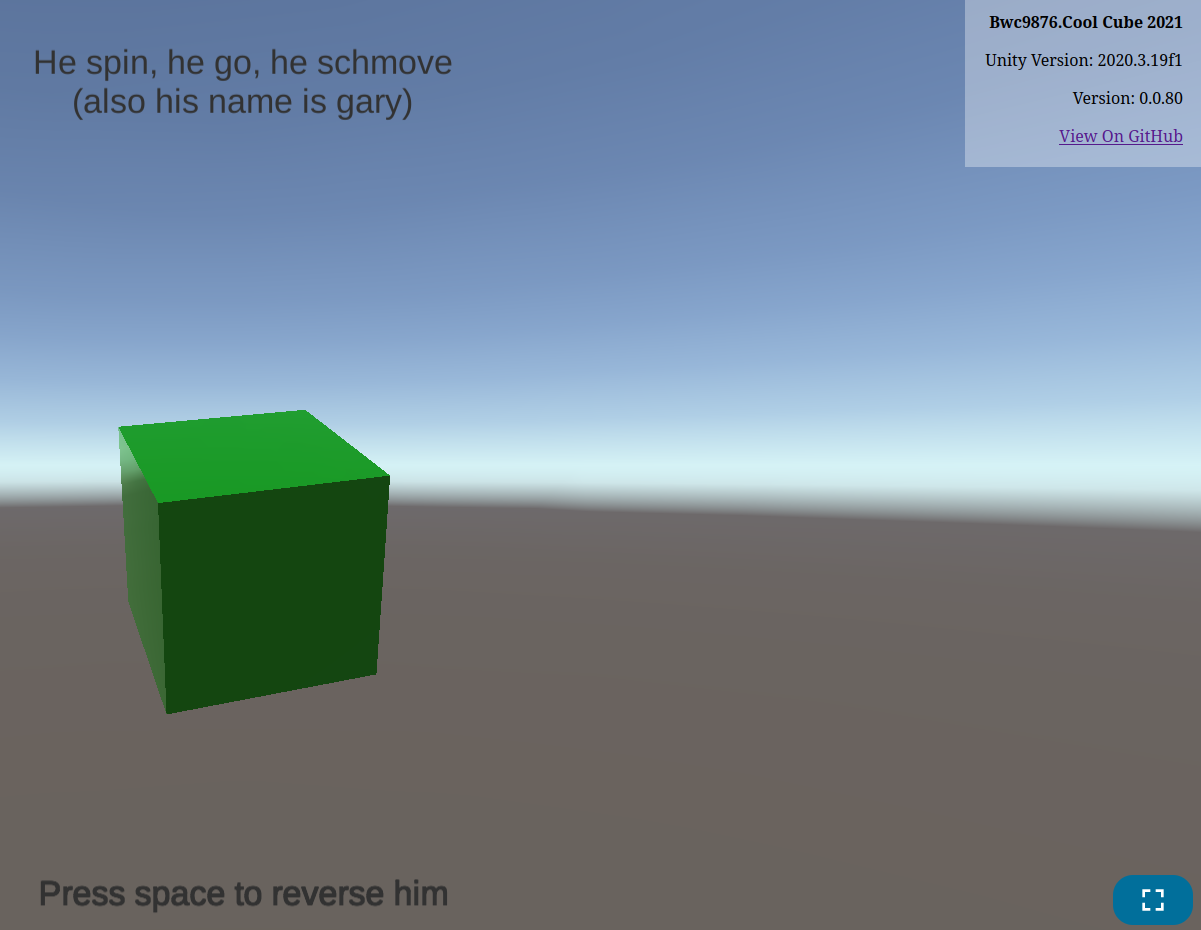 He spin, he go, he schmove
(also his name is gary)
Bwc9876.Cool Cube 2021
Unity Version: 2020.3.19f1
Version: 0.0.80
View On GitHub
Press space to reverse him